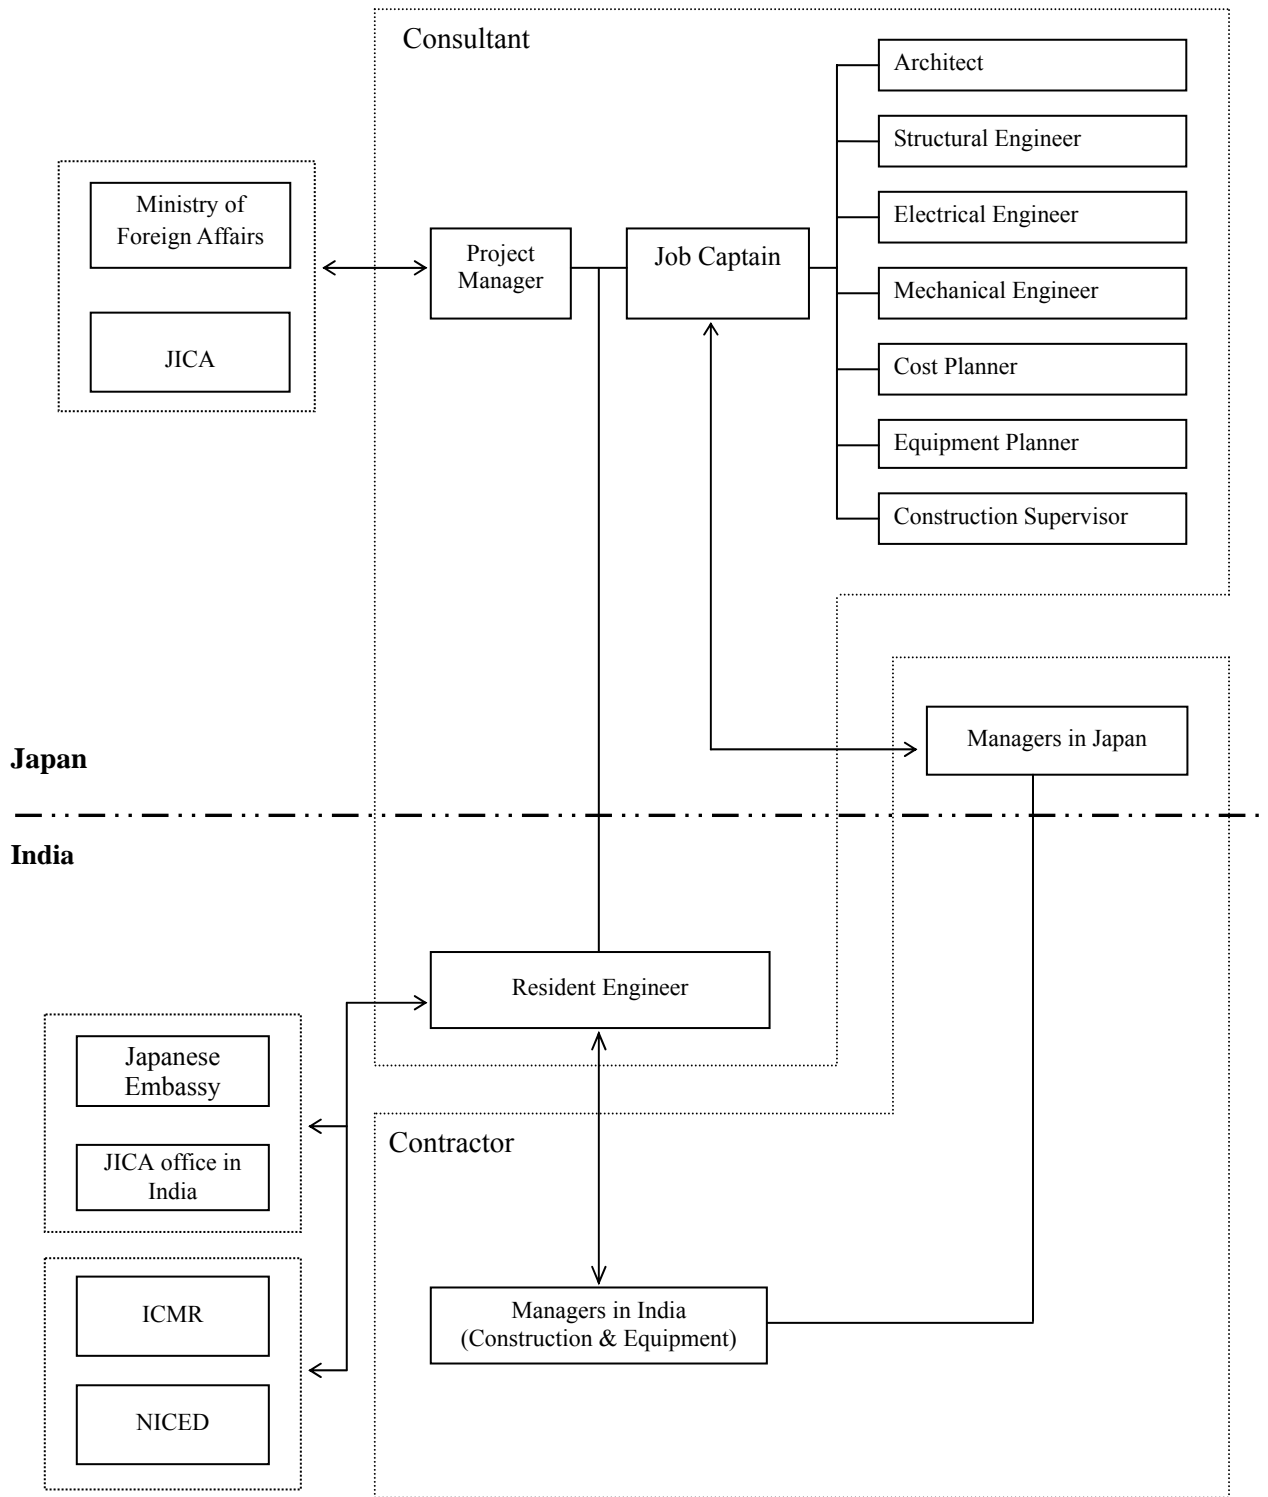 Consultant
Architect
Structural Engineer
Electrical Engineer
Mechanical Engineer
Cost Planner
Equipment Planner
Construction Supervisor
Ministry of
Foreign Affairs
JICA
Project
Manager
Job Captain
Managers in Japan
Japan
India
Resident Engineer
Japanese
Embassy
JICA office in
India
ICMR
NICED
Contractor
Managers in India
(Construction & Equipment)